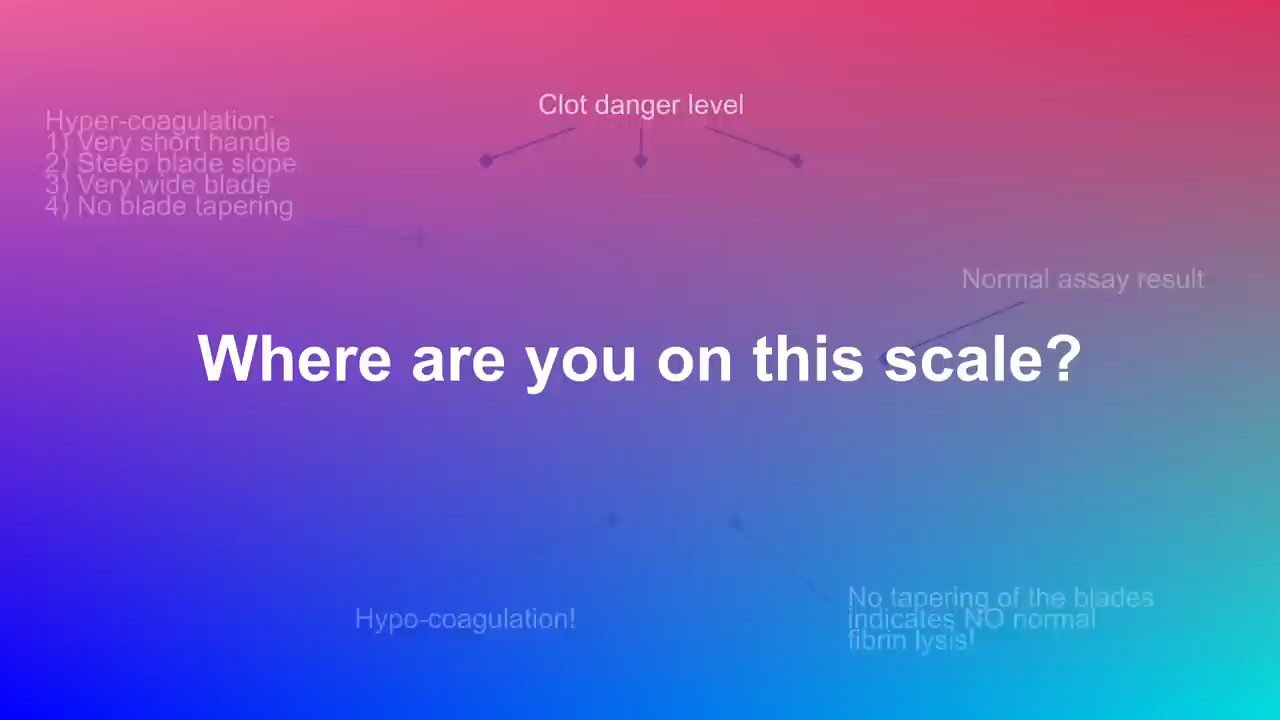 Clot danger level
Hyper-coagulation:
1) Very short handle
2) Steep blade slope
3) Very wide blade
4) No blade tapering
Normal assay result
Where are you on this scale?
Hypo-coagulation!
No tapering of the blades
indicates NO normal
fibrin lysis!